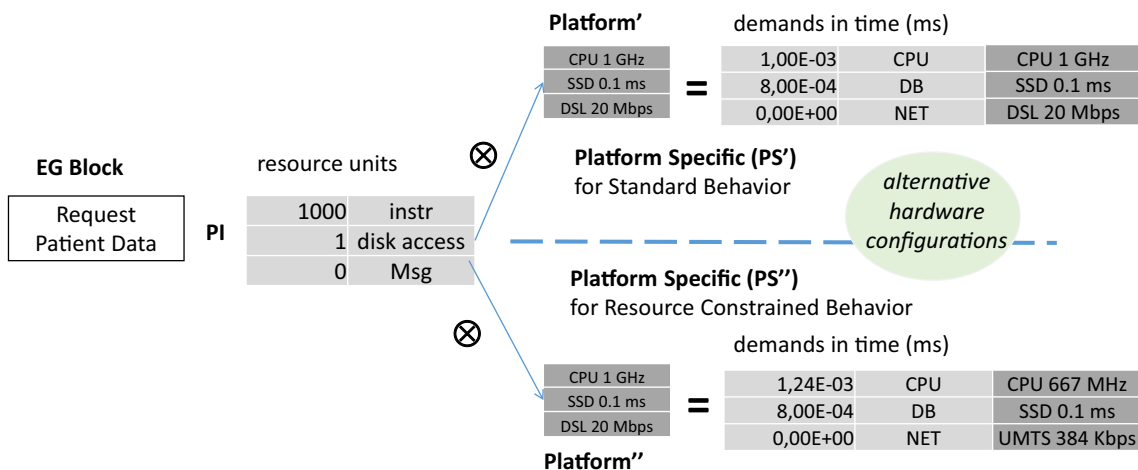 EG Block
Request
Patient Data
PI
resource units
1000 instr
1 disk access
0 Msg
⊗
⊗
Platform'
CPU 1 GHz
SSD 0.1 ms
DSL 20 Mbps
=
demands in time (ms)
1,00E-03 CPU CPU 1 GHz
8,00E-04 DB SSD 0.1 ms
0,00E+00 NET DSL 20 Mbps
Platform Specific (PS')
for Standard Behavior
alternative
hardware
configurations
Platform Specific (PS'')
for Resource Constrained Behavior
demands in time (ms)
CPU 1 GHz
SSD 0.1 ms
DSL 20 Mbps
Platform''
=
1,24E-03 CPU CPU 667 MHz
8,00E-04 DB SSD 0.1 ms
0,00E+00 NET UMTS 384 Kbps